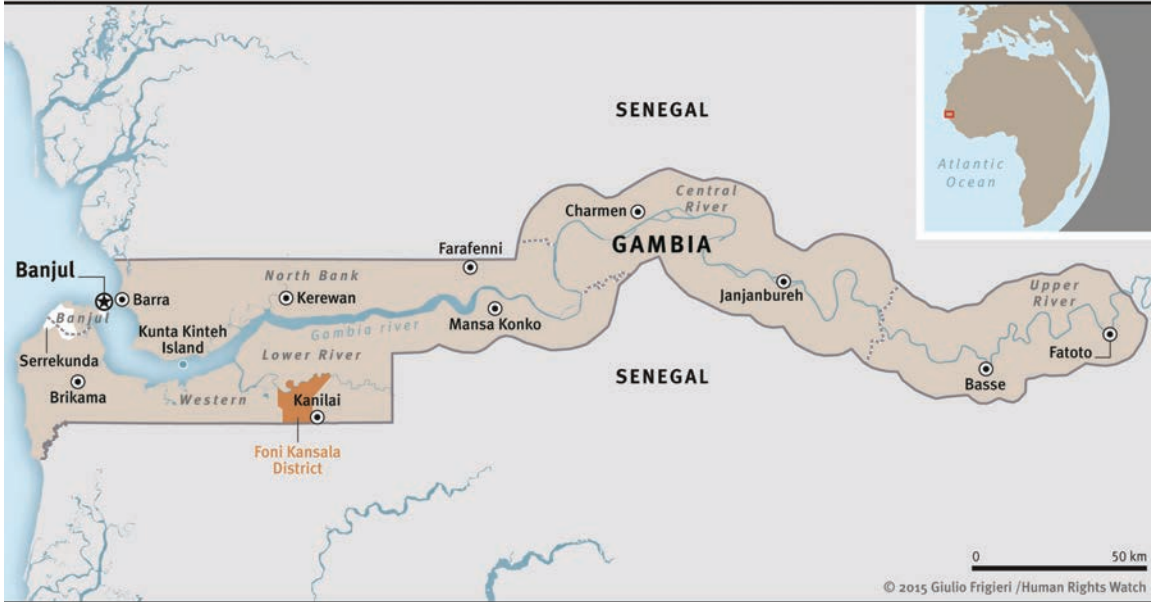 SENEGAL
Atlantic
Ocean
Central
River
Charmen
Farafenni
GAMBIA
Banjul
North Bank
Barra
Kerewan
Janjanbureh
Upper
River
Banjul
Kunta Kinteh
Island
Gambia river
Mansa Konko
Serrekunda
Lower River
Fatoto
Brikama
Western
Kanilai
SENEGAL
Basse
Foni Kansala
District
0 50 km
© 2015 Giulio Frigieri /Human Rights Watch